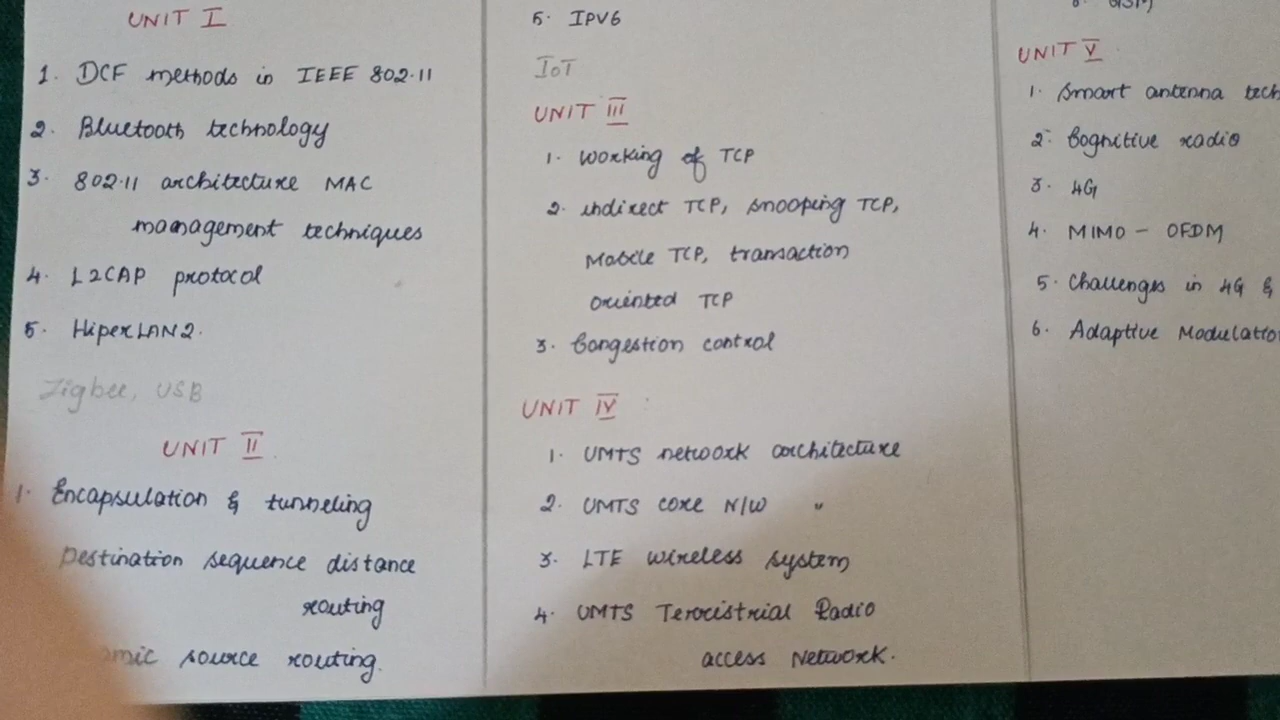 UNIT I
1. DCF methods in IEEE 802.11
2. Bluetooth technology
3. 802.11 architecture MAC
management techniques
4. L2CAP protocol
5. HiperLAN2.
Zigbee, USB
UNIT II
1. Encapsulation & tunneling
Destination sequence distance
routing
source routing.
5. IPV6
IoT
UNIT III
1. Working of TCP
2. indirect TCP, snooping TCP,
Mobile TCP, transaction
oriented TCP
3. Congestion control
UNIT IV
1. UMTS network architecture
2. UMTS core N/W "
3. LTE wireless system
4. UMTS Terrestrial Radio
access Network.
UNIT V
1. Smart antenna
2. Cognitive radio
3. 4G
4. MIMO - OFDM
5. Challenges in 4G &
6. Adaptive